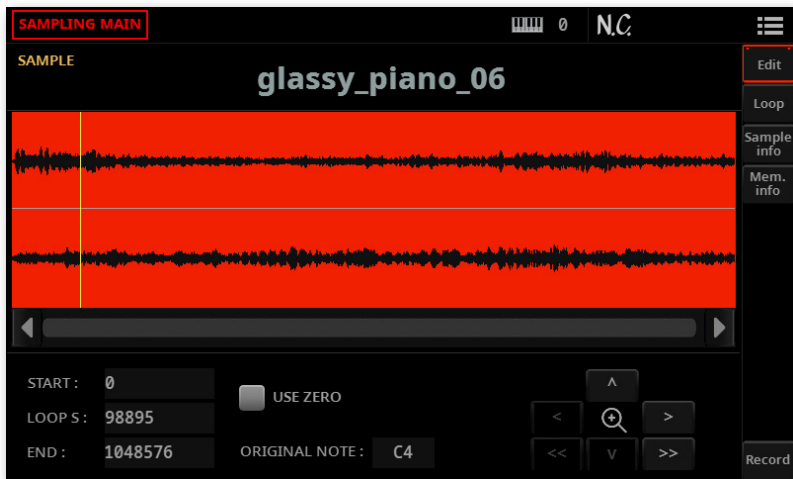 SAMPLING MAIN
0
N.C.
SAMPLE
glassy_piano_06
Edit
Loop
Sample
info
Mem.
info
START :
0
LOOP S :
98895
END :
1048576
USE ZERO
ORIGINAL NOTE :
C4
^
<
>
<<
v
>>
Record